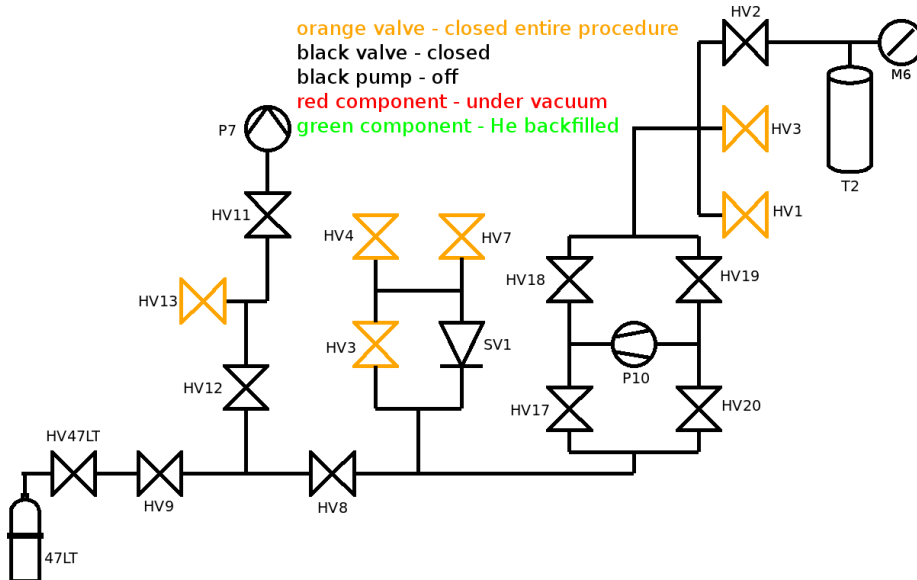 orange valve - closed entire procedure
black valve - closed
black pump - off
red component - under vacuum
green component - He backfilled
HV2
M6
P7
HV3
T2
HV11
HV4
HV7
HV1
HV18
HV19
HV13
HV3
SV1
P10
HV12
HV17
HV20
HV47LT
HV9
HV8
47LT